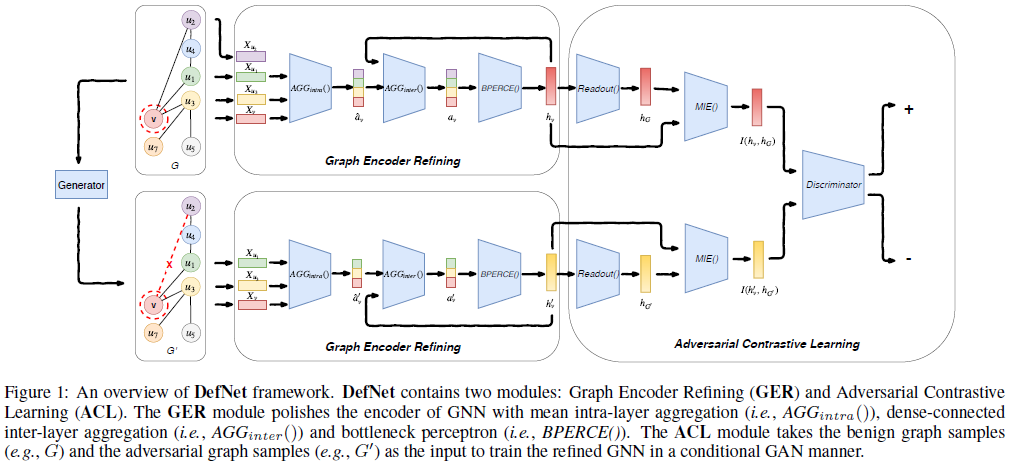 u₂
u₄
u₁
u₃
v
u₇
u₅
G
X_{u₂}
X_{u₁}
X_{u₃}
X_v
AGG_{intra}()
â_v
AGG_{inter}()
a_v
BPERCE()
h_v
Graph Encoder Refining
Readout()
h_G
MIE()
I(h_v, h_G)
Generator
Discriminator
+
-
u₂
u₄
x
u₁
u₃
v
u₇
u₅
G'
X_{u₁}
X_{u₃}
X_v
AGG_{intra}()
â'_v
AGG_{inter}()
a'_v
BPERCE()
h'_v
Graph Encoder Refining
Readout()
h_{G'}
MIE()
I(h'_v, h_{G'})
Adversarial Contrastive Learning
Figure 1: An overview of DefNet framework. DefNet contains two modules: Graph Encoder Refining (GER) and Adversarial Contrastive
Learning (ACL). The GER module polishes the encoder of GNN with mean intra-layer aggregation (i.e., AGG_{intra}()), dense-connected
inter-layer aggregation (i.e., AGG_{inter}()) and bottleneck perceptron (i.e., BPERCE()). The ACL module takes the benign graph samples
(e.g., G) and the adversarial graph samples (e.g., G′) as the input to train the refined GNN in a conditional GAN manner.